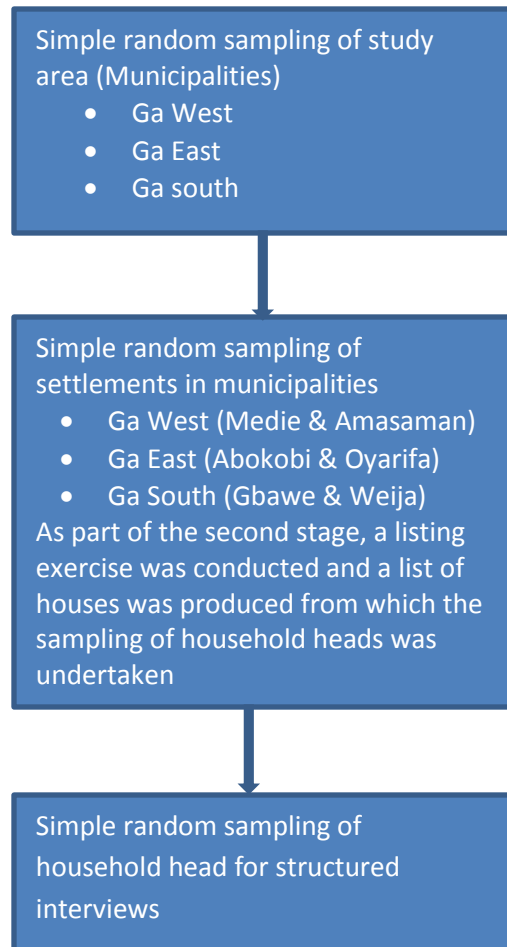 Simple random sampling of study
area (Municipalities)
• Ga West
• Ga East
• Ga south
Simple random sampling of
settlements in municipalities
• Ga West (Medie & Amasaman)
• Ga East (Abokobi & Oyarifa)
• Ga South (Gbawe & Weija)
As part of the second stage, a listing
exercise was conducted and a list of
houses was produced from which the
sampling of household heads was
undertaken
Simple random sampling of
household head for structured
interviews